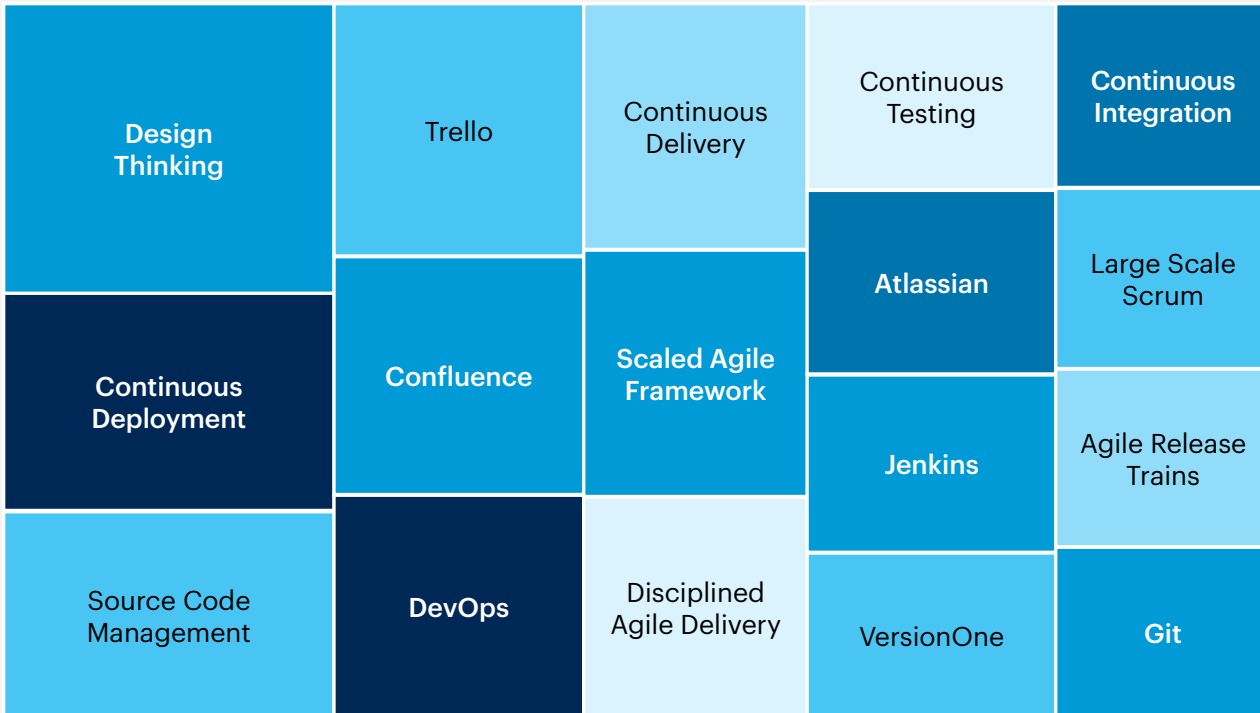 Design
Thinking
Continuous
Deployment
Source Code
Management
Trello
Confluence
DevOps
Continuous
Delivery
Scaled Agile
Framework
Disciplined
Agile Delivery
Continuous
Testing
Atlassian
Jenkins
VersionOne
Continuous
Integration
Large Scale
Scrum
Agile Release
Trains
Git